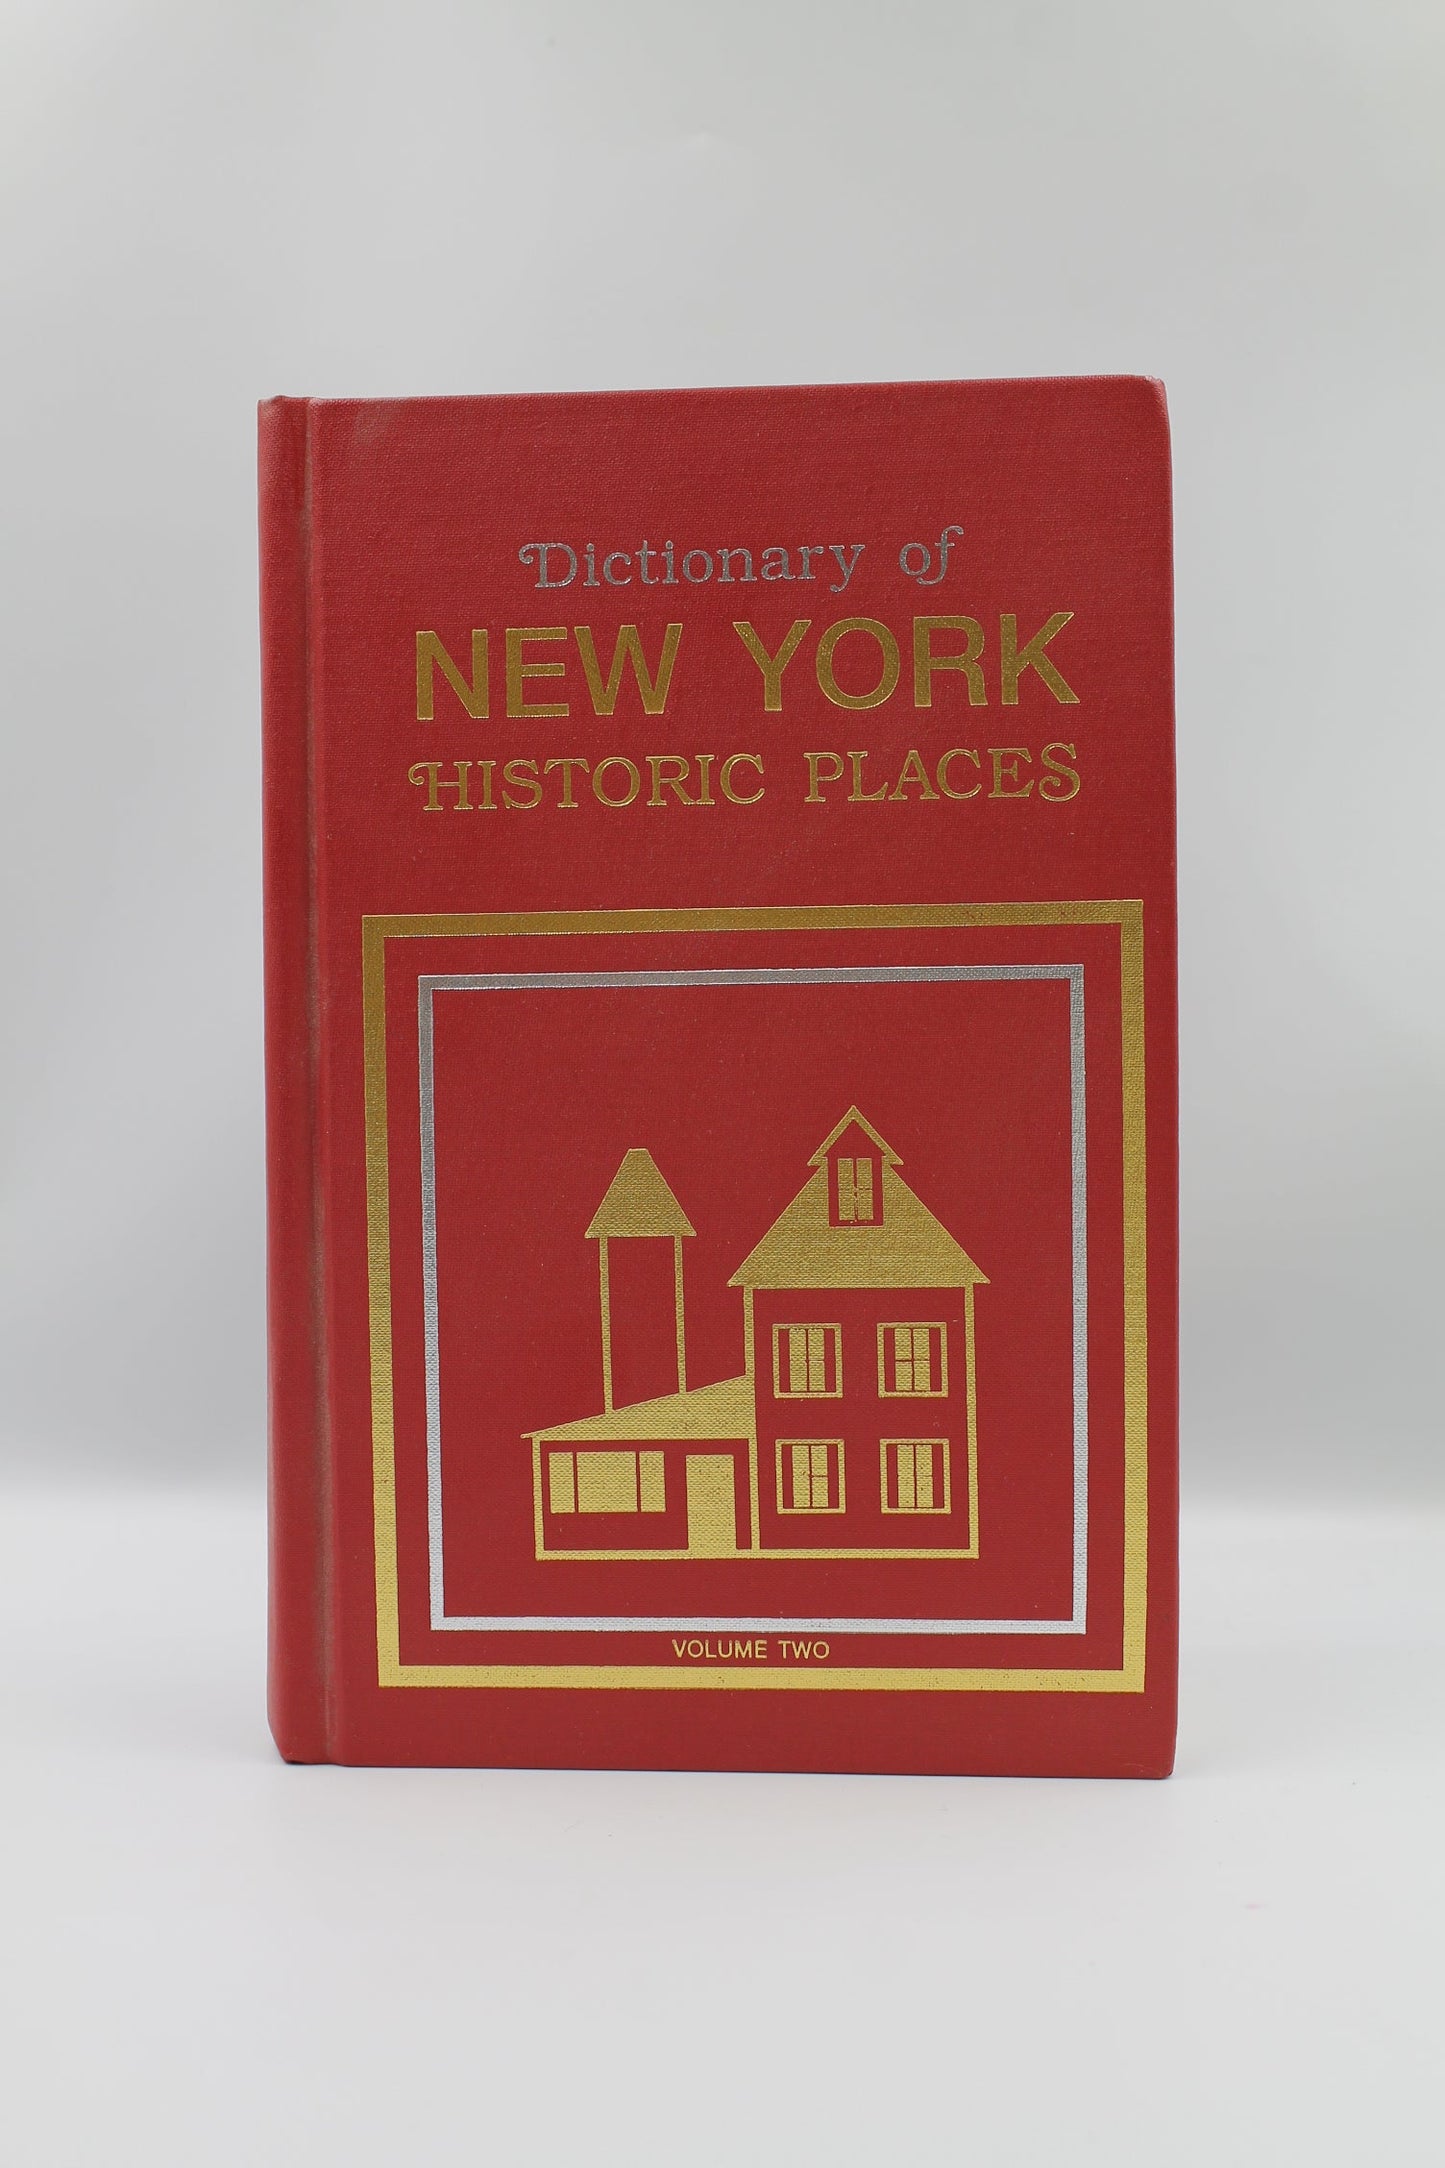 Dictionary of
NEW YORK
HISTORIC PLACES
VOLUME TWO